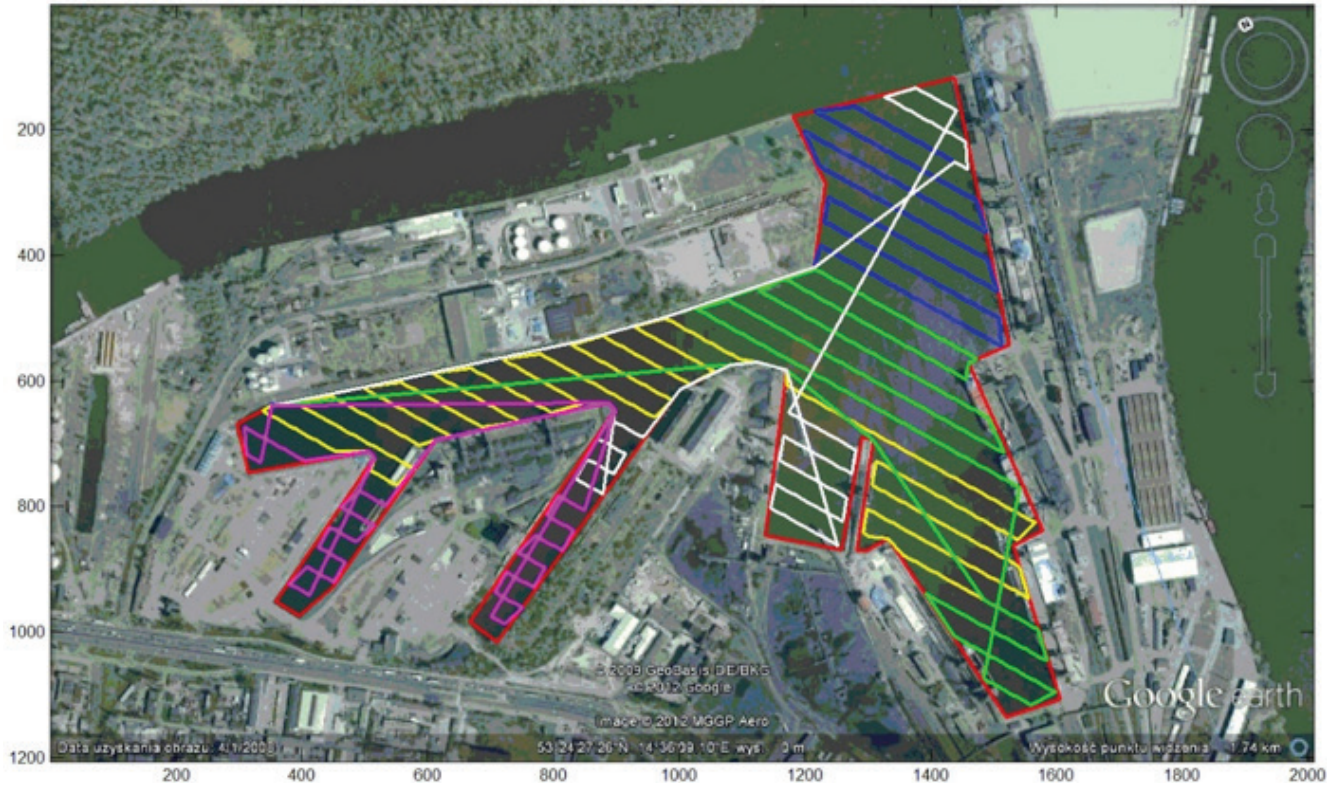 200
400
600
800
1000
1200
© 2009 GeoBasis-DE/BKG
© 2012 Google
Image © 2012 MGGP Aero
Google earth
Data uzyskania obrazu: 4/1/2008 53°24'27.26"N 14°36'09.10"E wys. 0 m Wysokość punktu widzenia 1.74 km
200 400 600 800 1000 1200 1400 1600 1800 2000